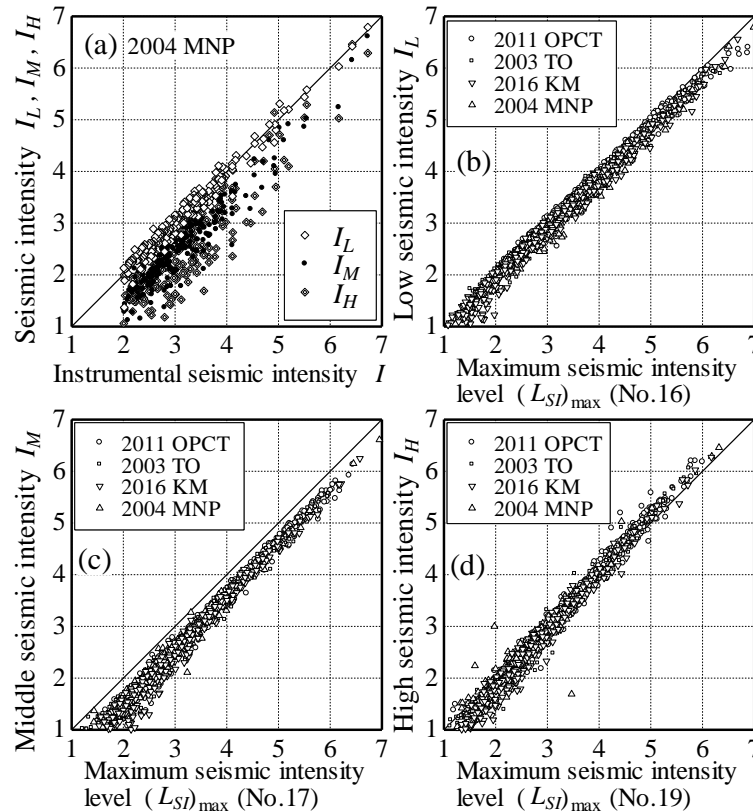 7
6
5
4
3
2
1
Seismic intensity I_L, I_M, I_H
(a) 2004 MNP
I_L
I_M
I_H
1 2 3 4 5 6 7
Instrumental seismic intensity I
7
6
5
4
3
2
1
Low seismic intensity I_L
2011 OPCT
2003 TO
2016 KM
2004 MNP
(b)
1 2 3 4 5 6 7
Maximum seismic intensity
level (L_SI)max (No.16)
7
6
5
4
3
2
1
Middle seismic intensity I_M
2011 OPCT
2003 TO
2016 KM
2004 MNP
(c)
1 2 3 4 5 6 7
Maximum seismic intensity
level (L_SI)max (No.17)
7
6
5
4
3
2
1
High seismic intensity I_H
2011 OPCT
2003 TO
2016 KM
2004 MNP
(d)
1 2 3 4 5 6 7
Maximum seismic intensity
level (L_SI)max (No.19)